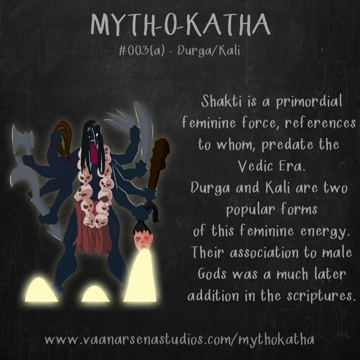 MYTH-O-KATHA
#003(a) - Durga/Kali
Shakti is a primordial
feminine force, references
to whom, predate the
Vedic Era.
Durga and Kali are two
popular forms
of this feminine energy.
Their association to male
Gods was a much later
addition in the scriptures.
www.vaanarsenastudios.com/mythokatha